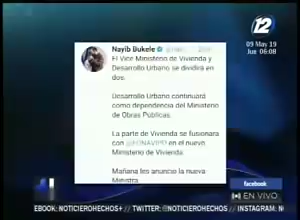 12
09 May 19
Jue 06:08
Nayib Bukele
El Vice Ministerio de Vivienda y
Desarrollo Urbano se dividirá en
dos.
Desarrollo Urbano continuará
como dependencia del Ministerio
de Obras Públicas.
La parte de Vivienda se fusionara
con @FONAVIPO en el nuevo
Ministerio de Vivienda.
Mañana les anuncio la nueva
Ministra
facebook
EN VIVO
EBOOK: NOTICIEROHECHOS+ // TWITTER: @NOTICIEROHECHOS // INSTAGRAM: NO